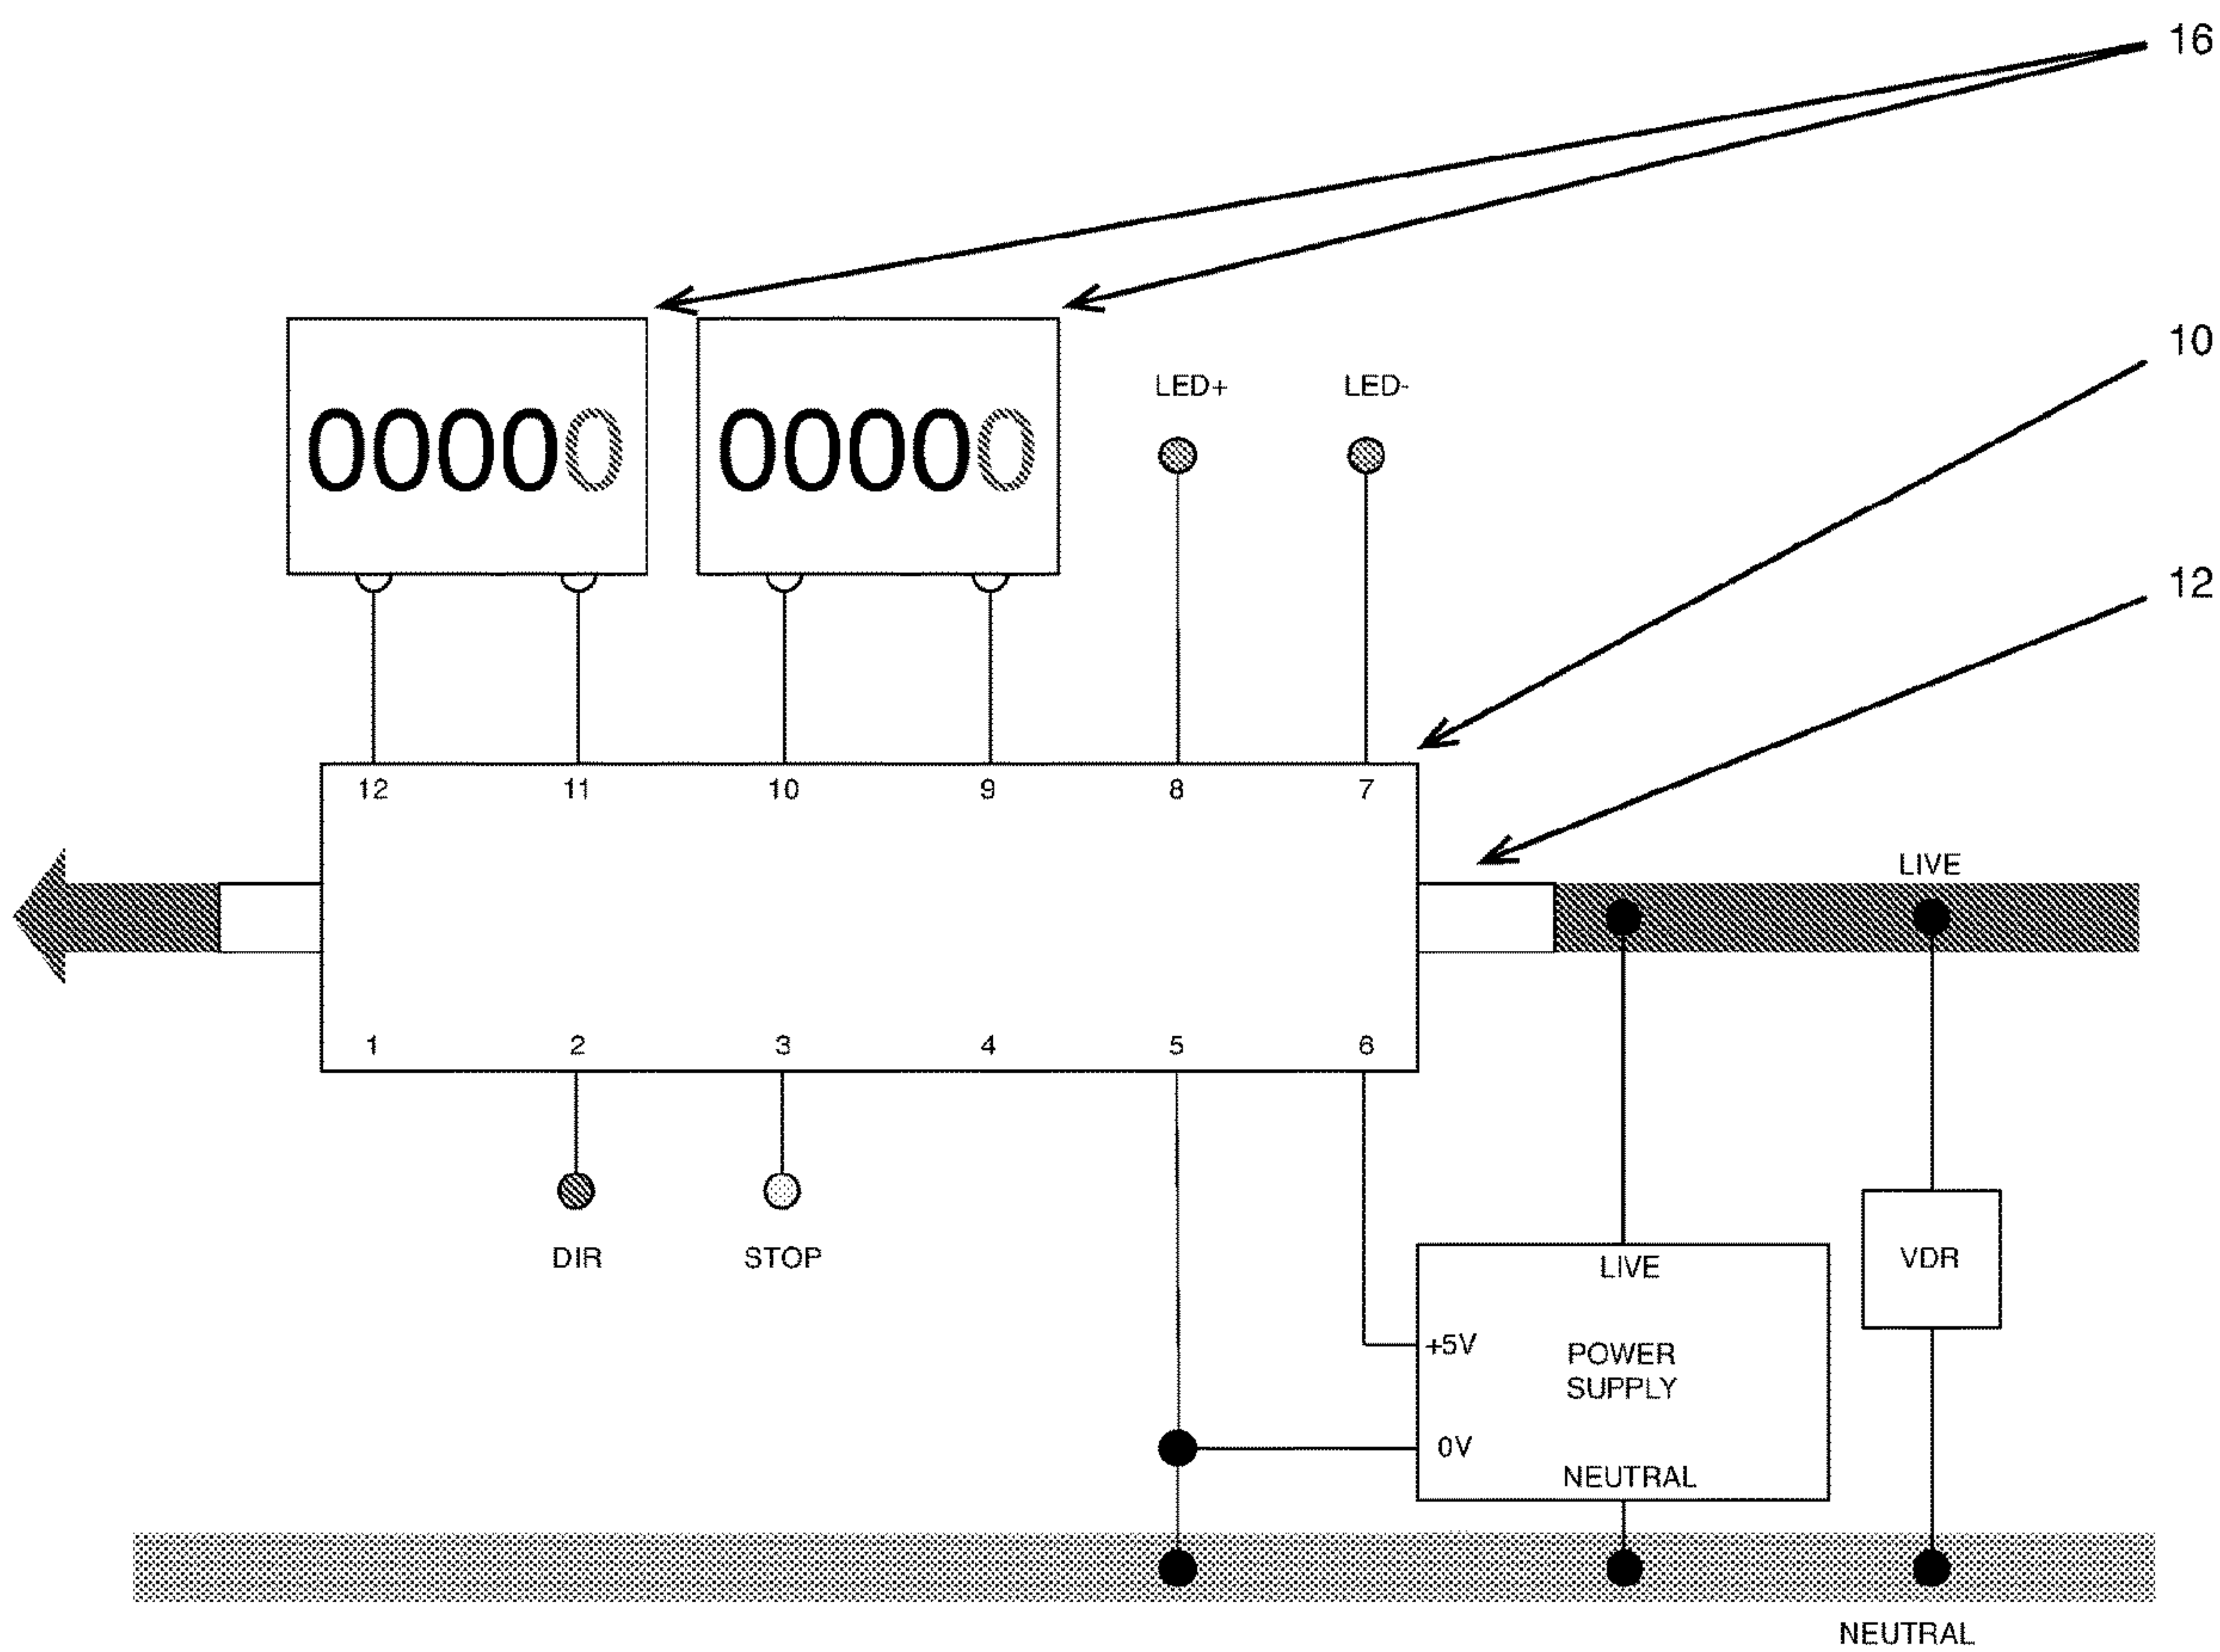 16
10
LED+ LED-
00000 00000
12
12 11 10 9 8 7
LIVE
1 2 3 4 5 6
DIR STOP
LIVE
VDR
+5V
POWER
SUPPLY
0V
NEUTRAL
NEUTRAL